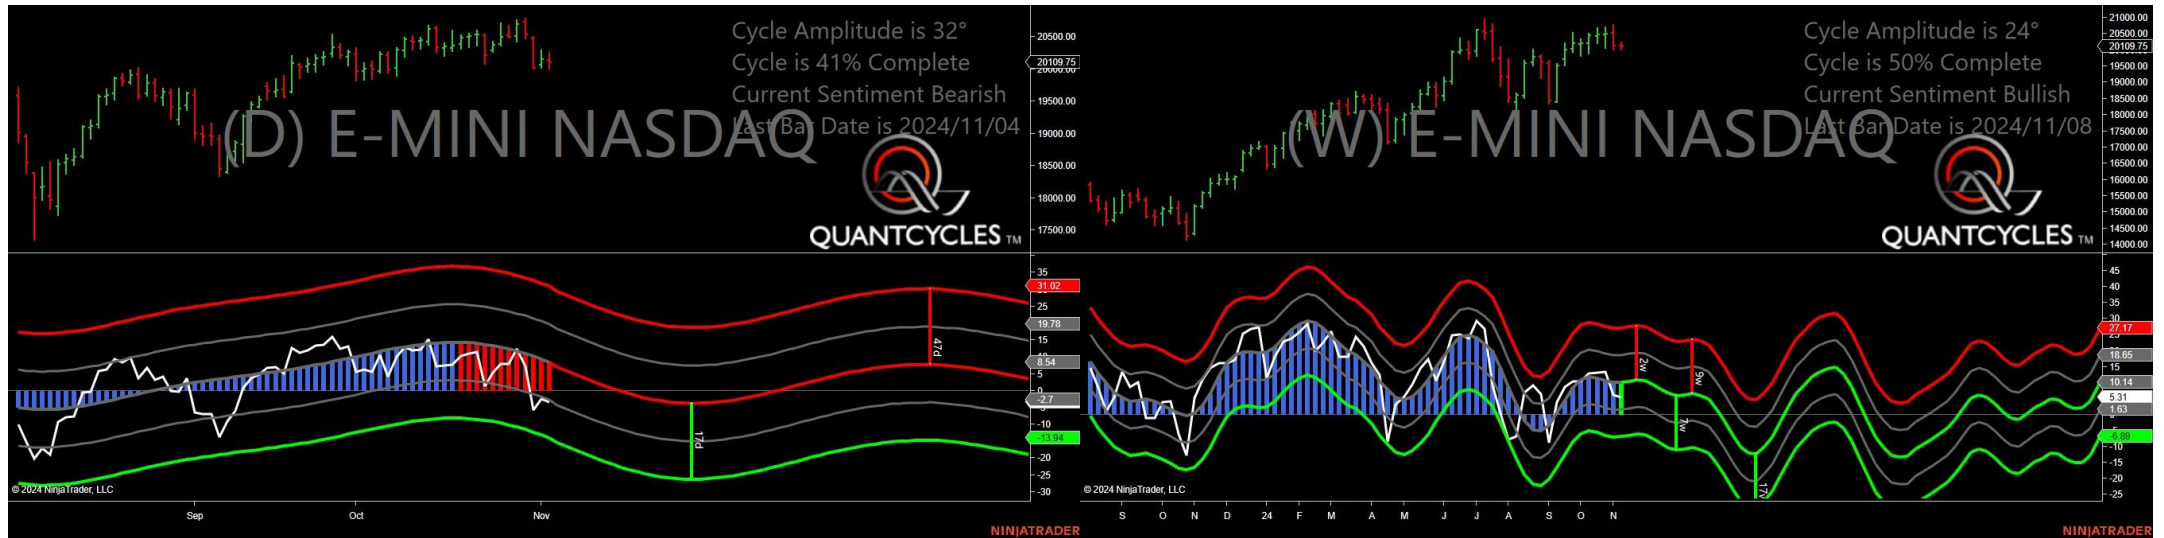 Cycle Amplitude is 32°
Cycle is 41% Complete
Current Sentiment Bearish
Last Bar Date is 2024/11/04
(D) E-MINI NASDAQ
QUANTCYCLES TM
20500.00
20109.75
20000.00
19500.00
19000.00
18500.00
18000.00
17500.00
35
31.02
25
19.78
15
8.54
5
0
-2.7
-10
-13.94
-20
-25
-30
47d
17d
© 2024 NinjaTrader, LLC
Sep Oct Nov
NINJATRADER
Cycle Amplitude is 24°
Cycle is 50% Complete
Current Sentiment Bullish
Last Bar Date is 2024/11/08
(W) E-MINI NASDAQ
QUANTCYCLES TM
21000.00
20500.00
20109.75
19500.00
19000.00
18500.00
18000.00
17500.00
17000.00
16500.00
16000.00
15500.00
15000.00
14500.00
14000.00
45
40
35
30
27.17
18.65
15
10.14
5.31
1.63
-6.89
-10
-15
-20
-25
2w
9w
7w
© 2024 NinjaTrader, LLC
S O N D 24 F M A M J J A S O N
NINJATRADER